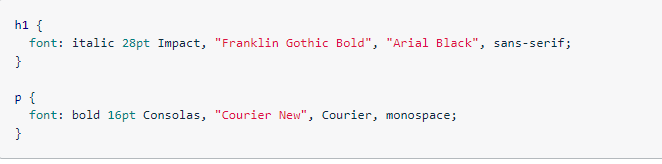 h1 {
  font: italic 28pt Impact, "Franklin Gothic Bold", "Arial Black", sans-serif;
}
p {
  font: bold 16pt Consolas, "Courier New", Courier, monospace;
}